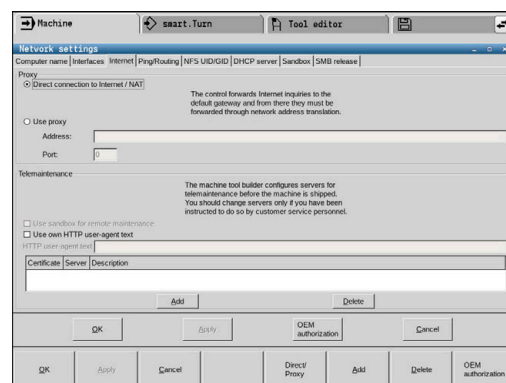 Machine
smart.Turn
Tool editor
Network settings
Computer name Interfaces Internet Ping/Routing NFS UID/GID DHCP server Sandbox SMB release
Proxy
Direct connection to Internet / NAT
The control forwards Internet inquiries to the
default gateway and from there they must be
forwarded through network address translation.
Use proxy
Address:
Port:
0
Telemaintenance
The machine tool builder configures servers for
telemaintenance before the machine is shipped.
You should change servers only if you have been
instructed to do so by customer service personnel.
Use sandbox for remote maintenance
Use own HTTP user-agent text
HTTP user-agent text
Certificate Server Description
Add
Delete
OK
Apply
OEM
authorization
Cancel
OK
Apply
Cancel
Direct/
Proxy
Add
Delete
OEM
authorization